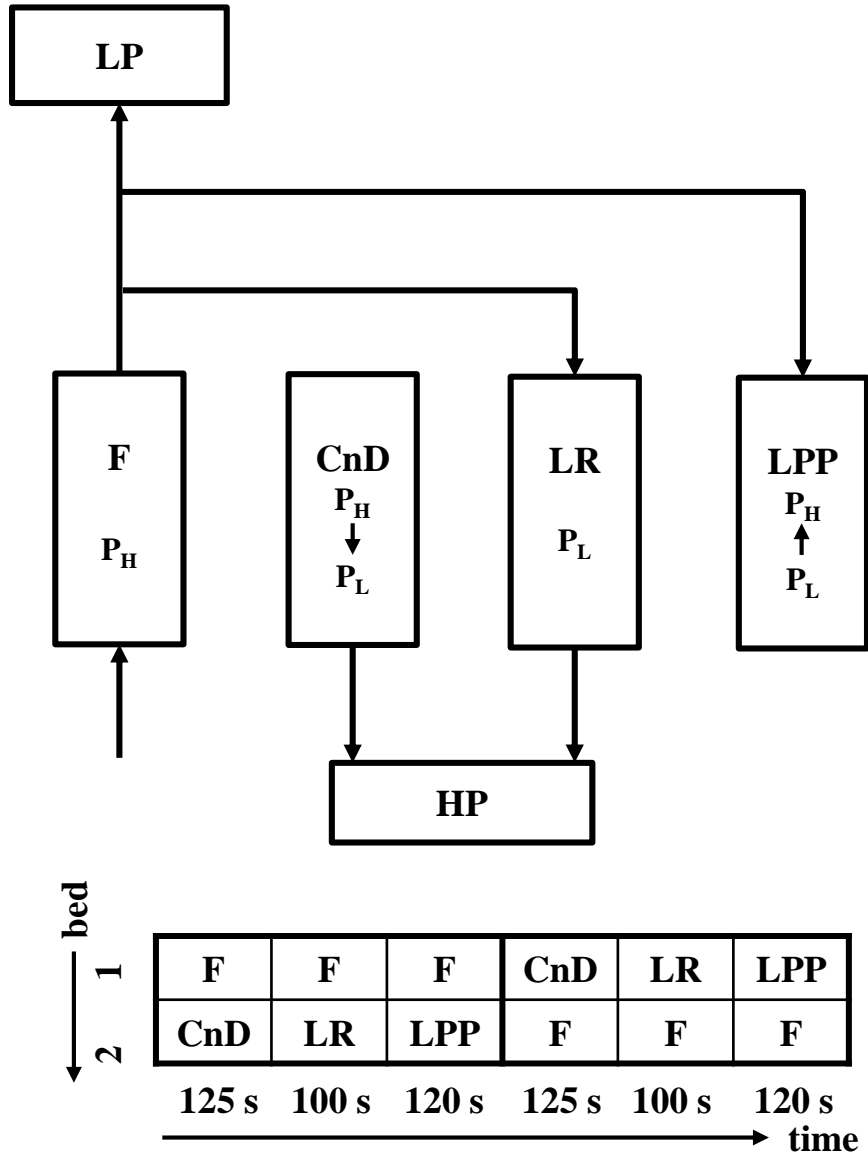 LP
F
P_H
CnD
P_H
P_L
LR
P_L
LPP
P_H
P_L
HP
bed
1
F F F CnD LR LPP
2
CnD LR LPP F F F
125 s 100 s 120 s 125 s 100 s 120 s
time